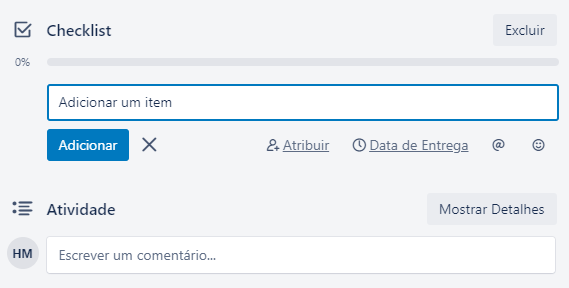 Checklist Excluir
0%
Adicionar um item
Adicionar Atribuir Data de Entrega @
Atividade Mostrar Detalhes
HM Escrever um comentário...